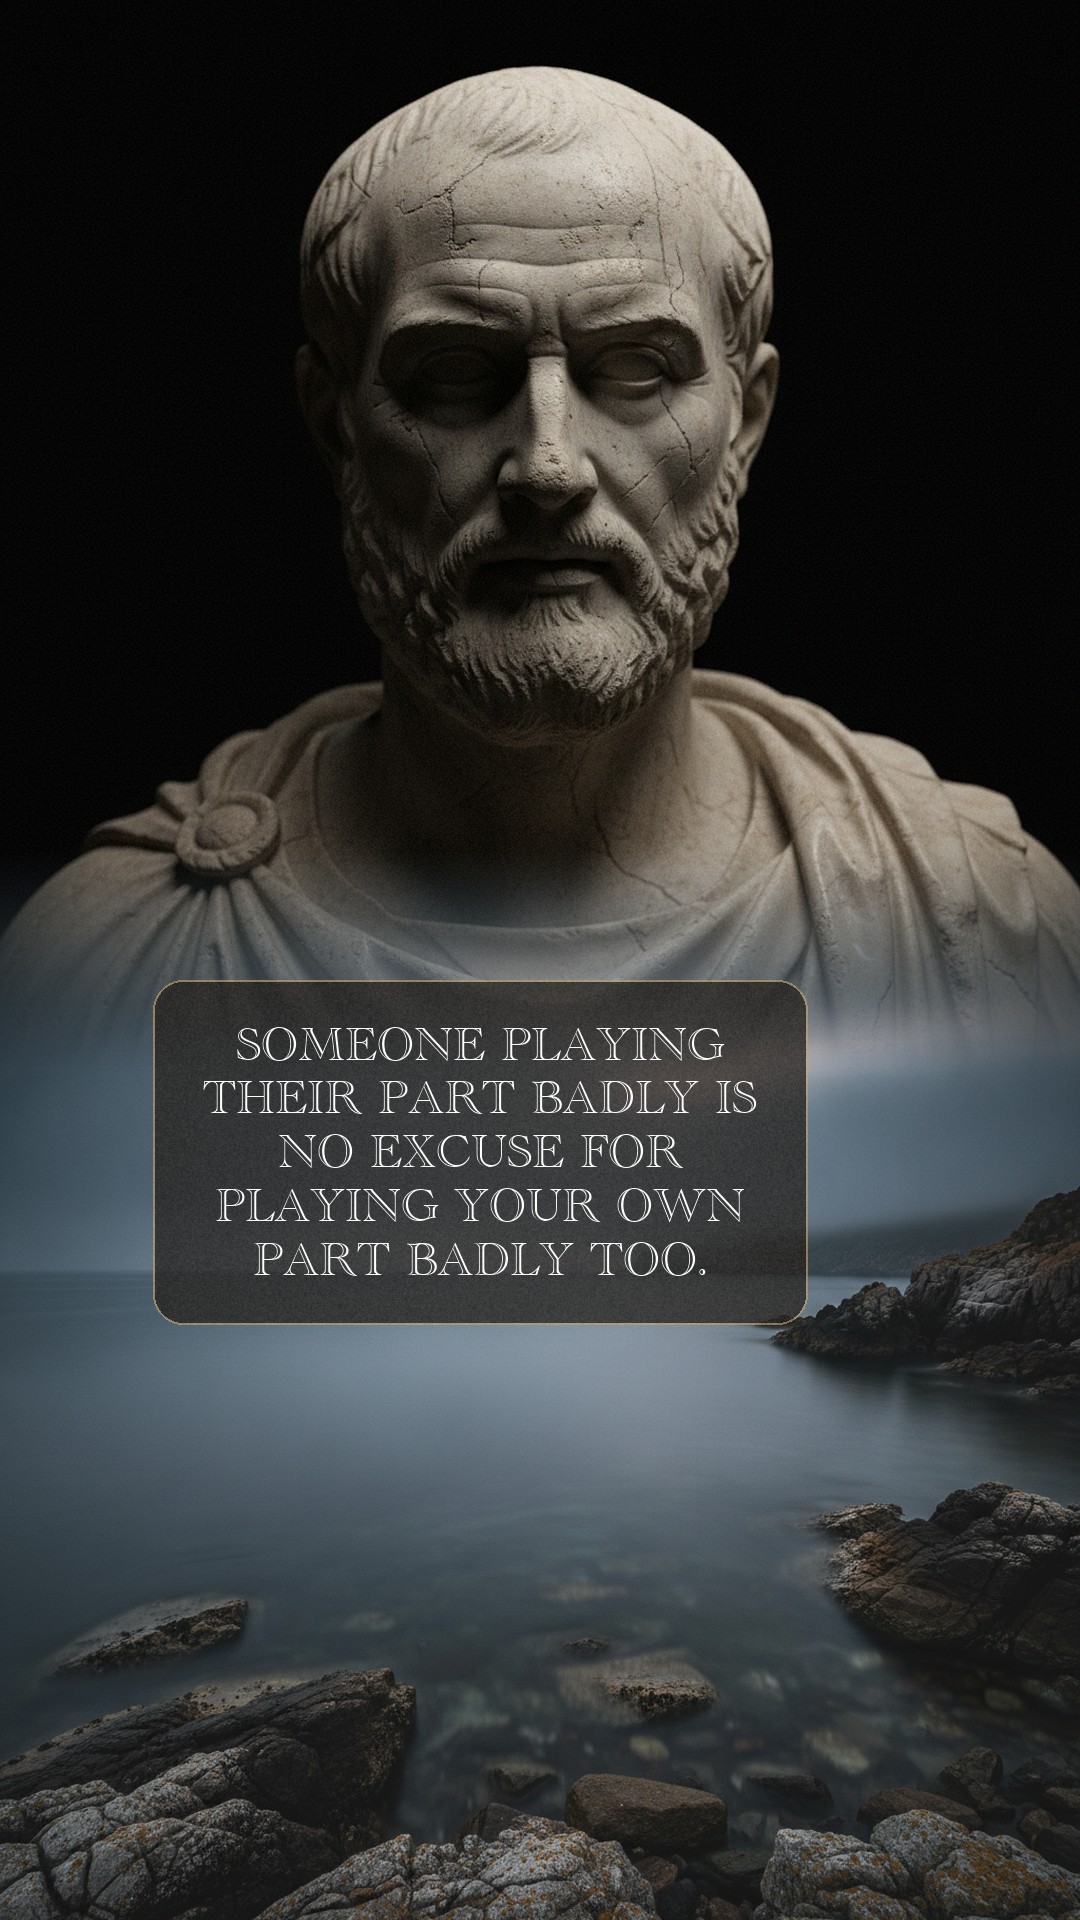 SOMEONE PLAYING
THEIR PART BADLY IS
NO EXCUSE FOR
PLAYING YOUR OWN
PART BADLY TOO.